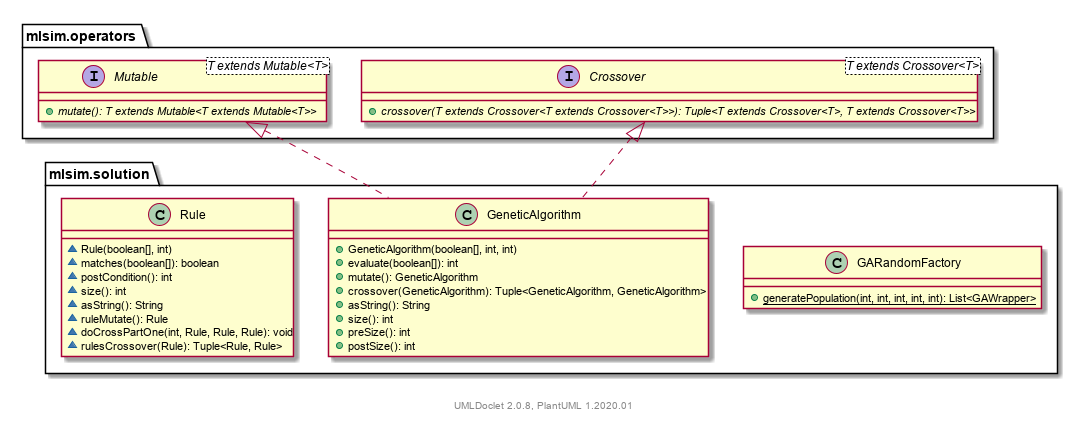 mlsim.operators
T extends Mutable<T>
I Mutable
mutate(): T extends Mutable<T extends Mutable<T>>
T extends Crossover<T>
I Crossover
crossover(T extends Crossover<T extends Crossover<T>>): Tuple<T extends Crossover<T>, T extends Crossover<T>>
mlsim.solution
C Rule
Rule(boolean[], int)
matches(boolean[]): boolean
postCondition(): int
size(): int
asString(): String
ruleMutate(): Rule
doCrossPartOne(int, Rule, Rule, Rule): void
rulesCrossover(Rule): Tuple<Rule, Rule>
C GeneticAlgorithm
GeneticAlgorithm(boolean[], int, int)
evaluate(boolean[]): int
mutate(): GeneticAlgorithm
crossover(GeneticAlgorithm): Tuple<GeneticAlgorithm, GeneticAlgorithm>
asString(): String
size(): int
preSize(): int
postSize(): int
C GARandomFactory
generatePopulation(int, int, int, int, int): List<GAWrapper>
UMLDoclet 2.0.8, PlantUML 1.2020.01